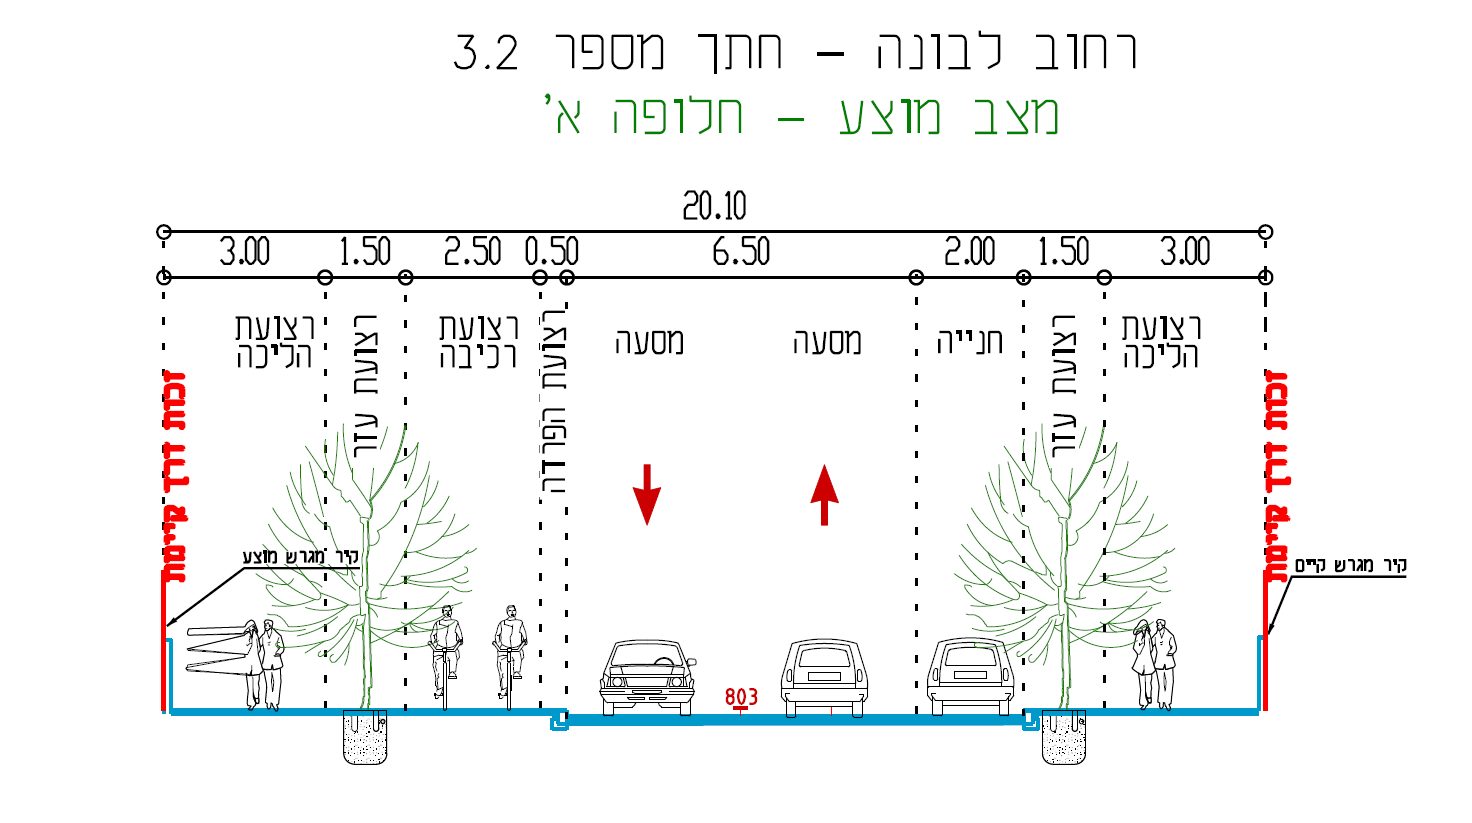 רחוב לבונה – חתך מספר 3.2
מצב מוצע – חלופה א'
20.10
3.00 1.50 2.50 0.50 6.50 2.00 1.50 3.00
רצועת הליכה
רצועת עזר
רצועת רכיבה
רצועת הפרדה
מסעה
מסעה
חנייה
רצועת עזר
רצועת הליכה
זכות דרך קיימת
זכות דרך קיימת
קיר מגרש מוצע
קיר מגרש קיים
803